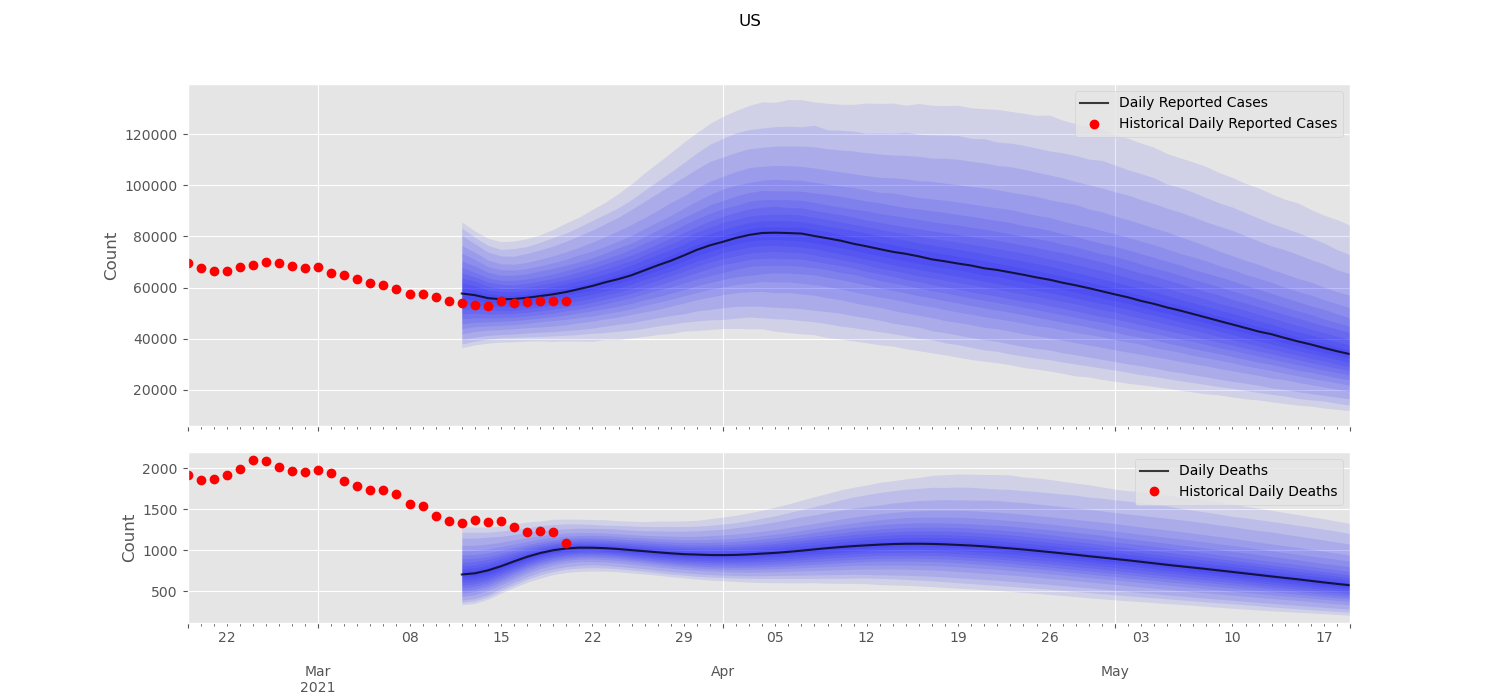 US
Daily Reported Cases
Historical Daily Reported Cases
Count
120000
100000
80000
60000
40000
20000
Daily Deaths
Historical Daily Deaths
Count
2000
1500
1000
500
22 08 15 22 29 05 12 19 26 03 10 17
Mar Apr May
2021